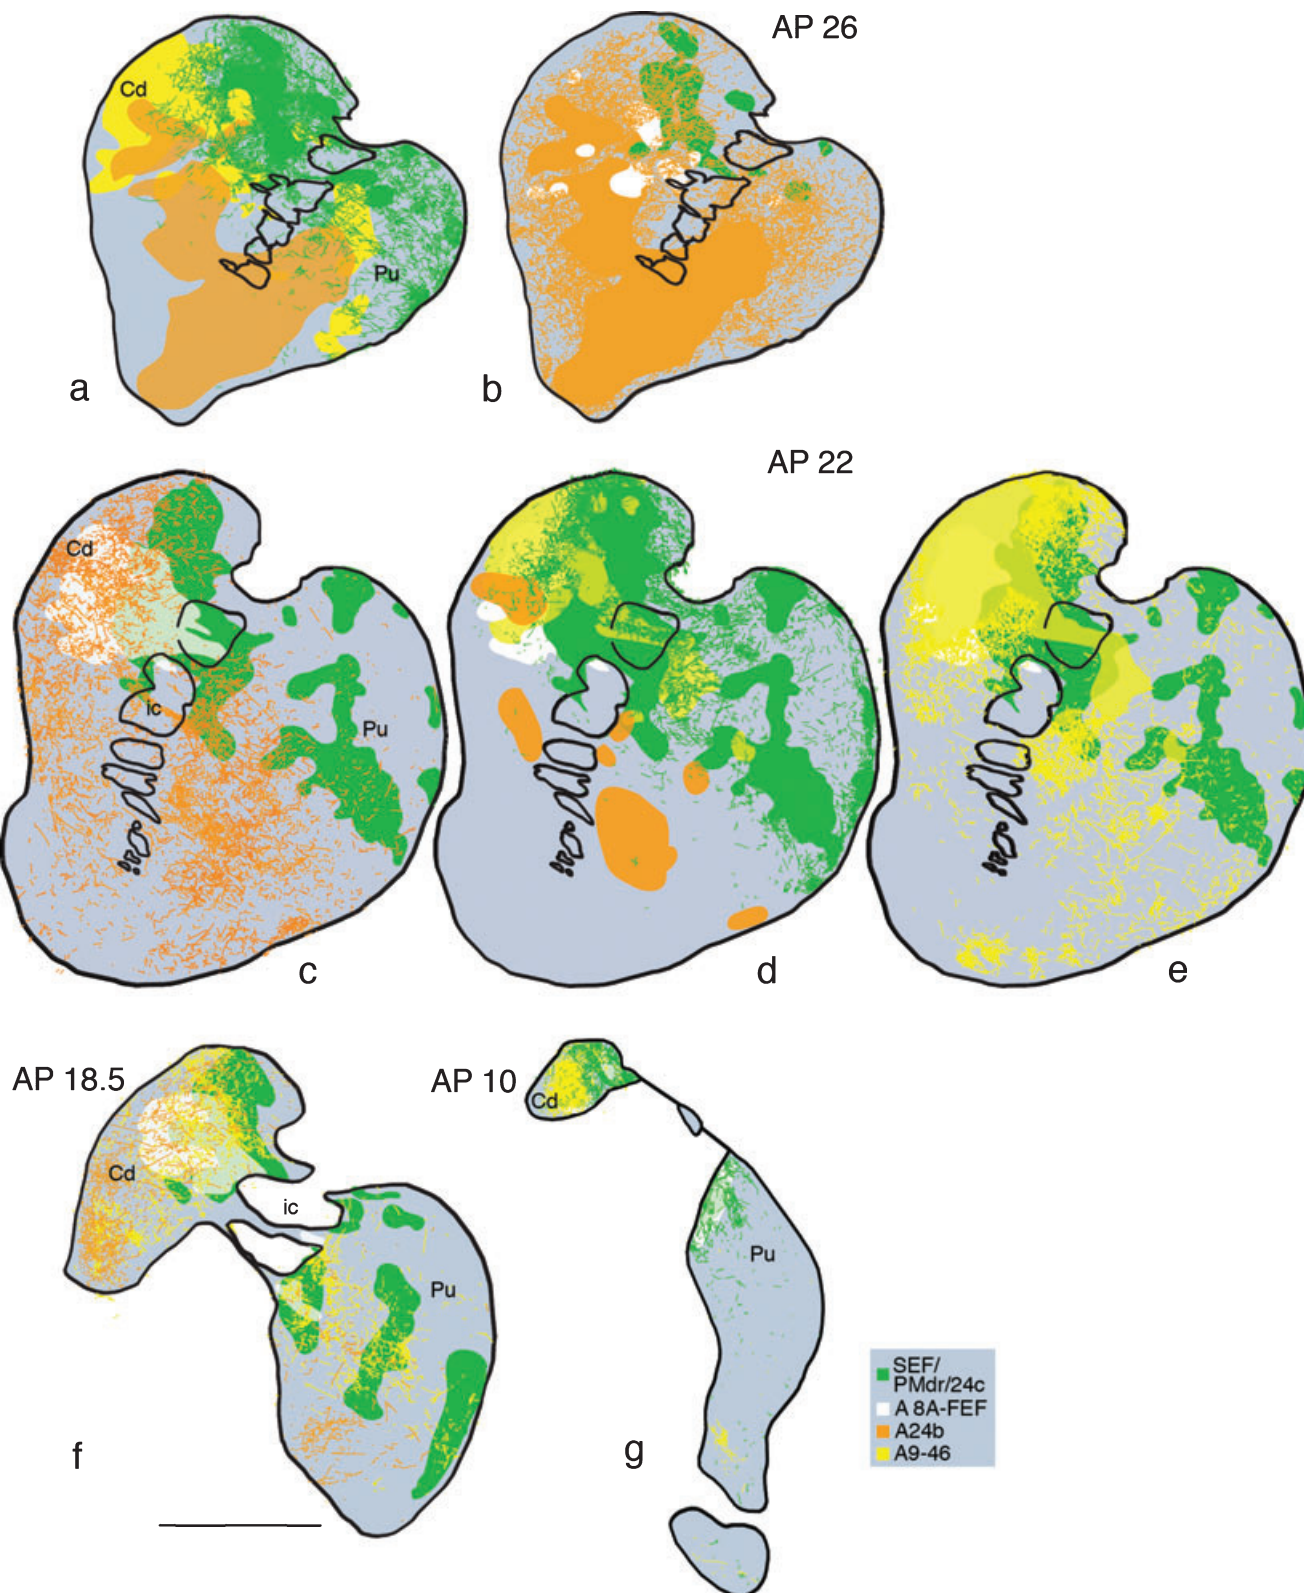 AP 26
Cd
Pu
a
b
AP 22
Cd
ic
Pu
c
d
e
AP 18.5
AP 10
Cd
ic
Pu
f
Cd
Pu
g
SEF/
PMdr/24c
A 8A-FEF
A24b
A9-46